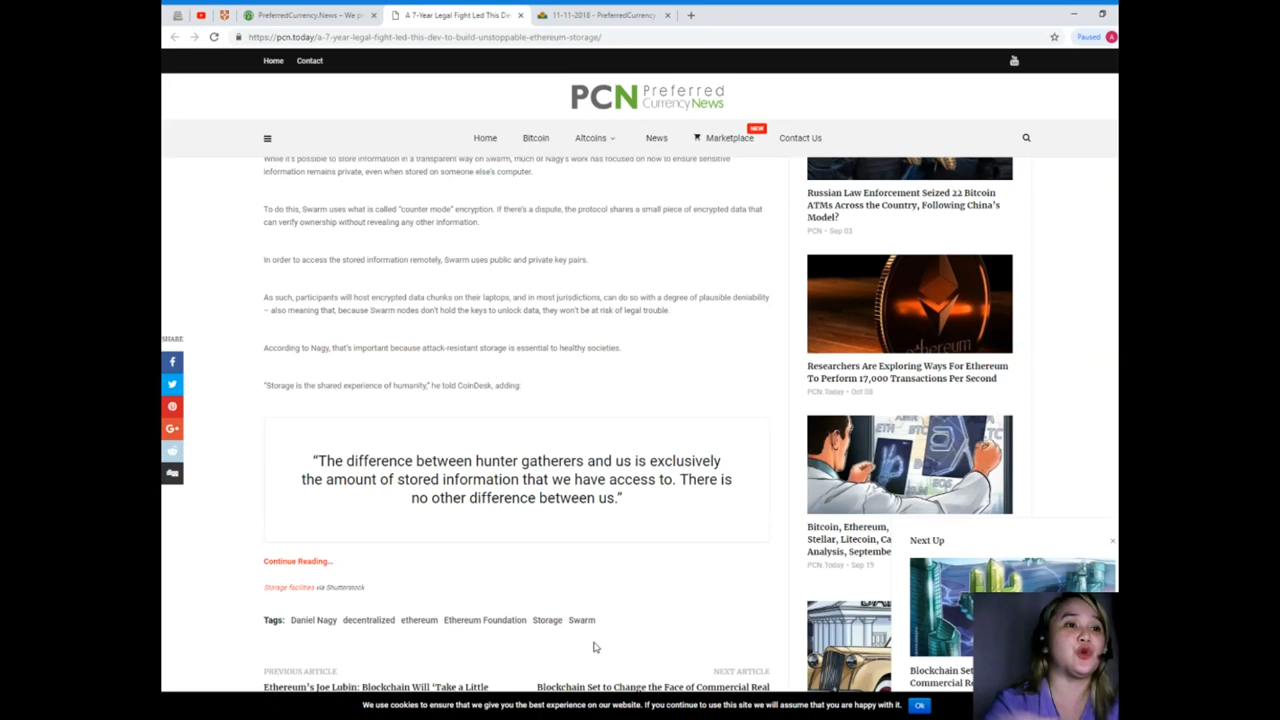 PreferredCurrency.News – We p
A 7-Year Legal Fight Led This De
11-11-2018 - PreferredCurrency
https://pcn.today/a-7-year-legal-fight-led-this-dev-to-build-unstoppable-ethereum-storage/
Paused
A
Home
Contact
PCN Preferred
Currency News
Home
Bitcoin
Altcoins
News
NEW
Marketplace
Contact Us
While it's possible to store information in a transparent way on Swarm, much of Nagy's work has focused on how to ensure sensitive
information remains private, even when stored on someone else's computer.
To do this, Swarm uses what is called "counter mode" encryption. If there's a dispute, the protocol shares a small piece of encrypted data that
can verify ownership without revealing any other information.
In order to access the stored information remotely, Swarm uses public and private key pairs.
As such, participants will host encrypted data chunks on their laptops, and in most jurisdictions, can do so with a degree of plausible deniability
– also meaning that, because Swarm nodes don't hold the keys to unlock data, they won't be at risk of legal trouble.
According to Nagy, that's important because attack-resistant storage is essential to healthy societies.
"Storage is the shared experience of humanity," he told CoinDesk, adding:
"The difference between hunter gatherers and us is exclusively
the amount of stored information that we have access to. There is
no other difference between us."
Continue Reading...
Storage facilities via Shutterstock
Tags: Daniel Nagy decentralized ethereum Ethereum Foundation Storage Swarm
PREVIOUS ARTICLE
Ethereum's Joe Lubin: Blockchain Will 'Take a Little
NEXT ARTICLE
Blockchain Set to Change the Face of Commercial Real
SHARE
Russian Law Enforcement Seized 22 Bitcoin
ATMs Across the Country, Following China's
Model?
PCN • Sep 03
ethereum
Researchers Are Exploring Ways For Ethereum
To Perform 17,000 Transactions Per Second
PCN.Today • Oct 08
ETH
EOS
Bitcoin, Ethereum,
Stellar, Litecoin, Ca
Analysis, Septembe
PCN.Today • Sep 19
Next Up
Blockchain Set
Commercial Re
We use cookies to ensure that we give you the best experience on our website. If you continue to use this site we will assume that you are happy with it.
Ok